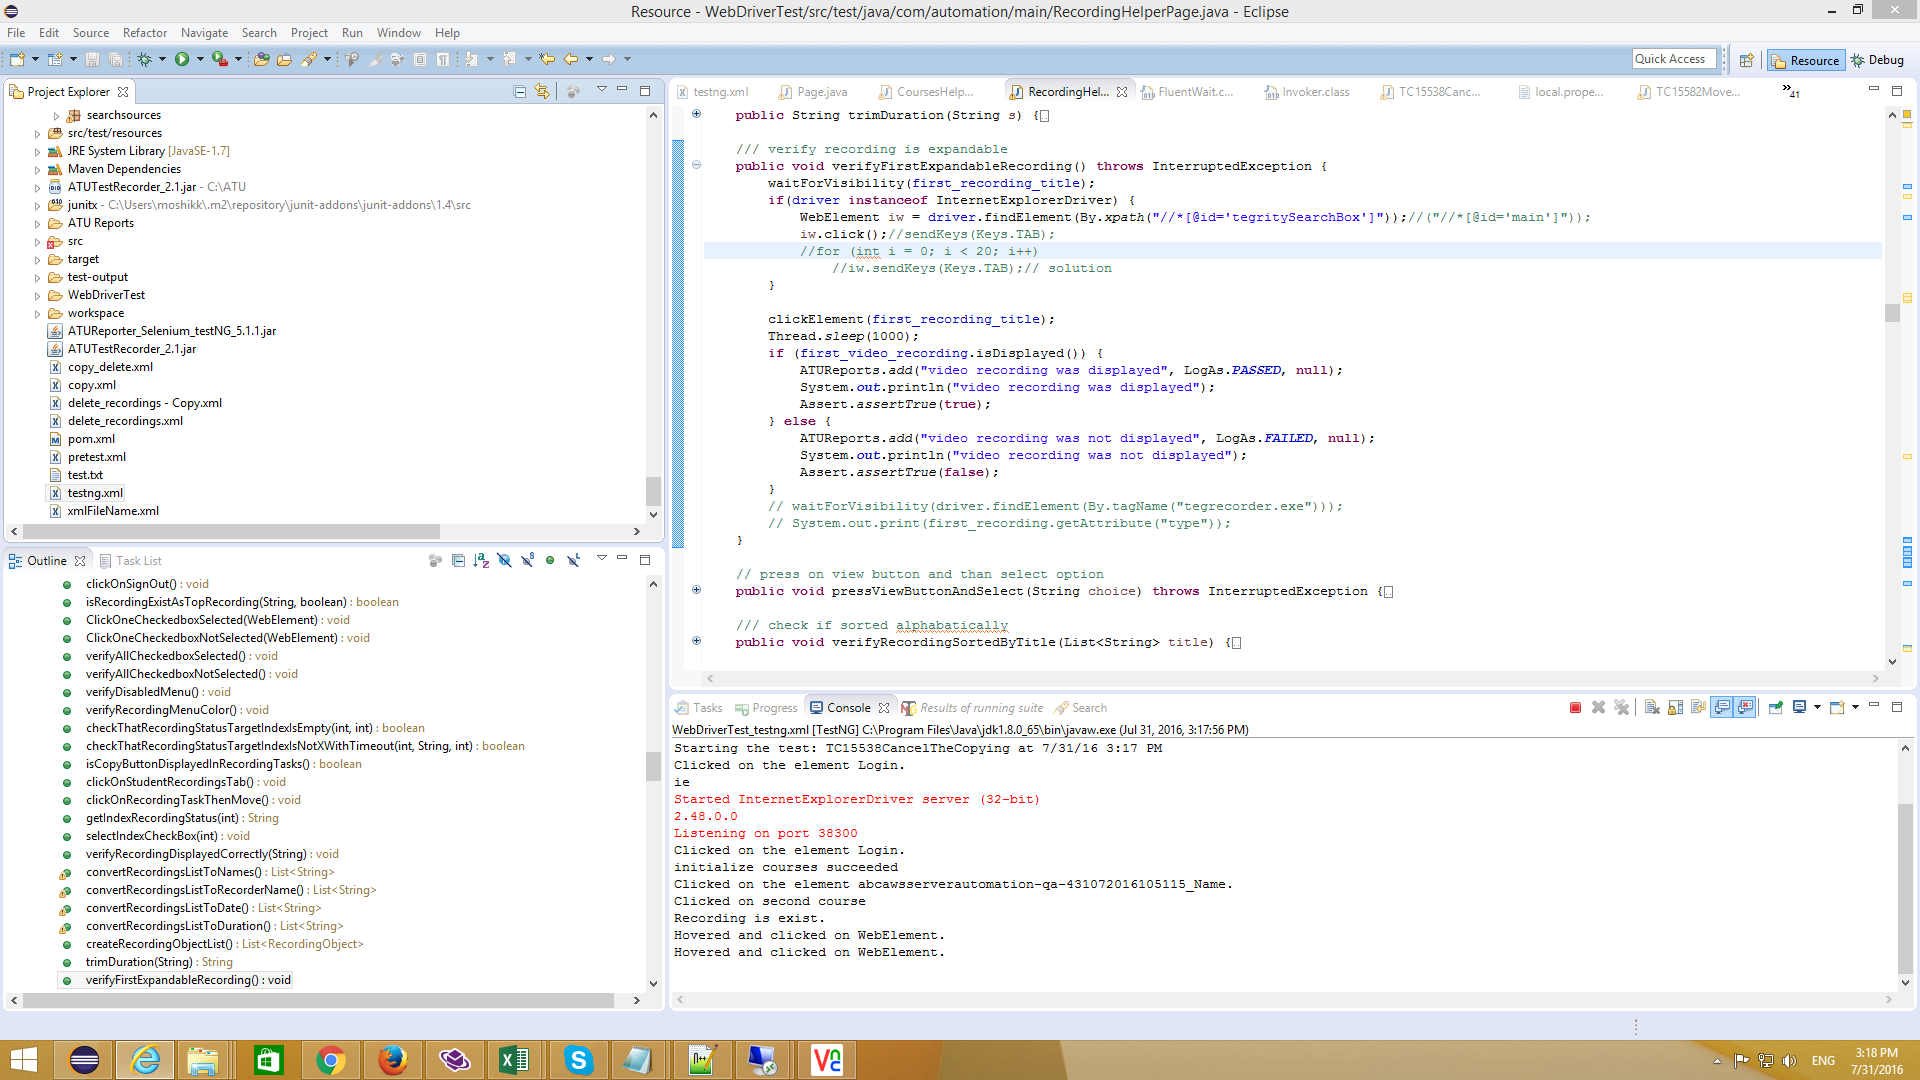 Resource - WebDriverTest/src/test/java/com/automation/main/RecordingHelperPage.java - Eclipse
File Edit Source Refactor Navigate Search Project Run Window Help
Quick Access Resource Debug
Project Explorer
searchsources
src/test/resources
JRE System Library [JavaSE-1.7]
Maven Dependencies
ATUTestRecorder_2.1.jar - C:\ATU
junitx - C:\Users\moshikk\.m2\repository\junit-addons\junit-addons\1.4\src
ATU Reports
src
target
test-output
WebDriverTest
workspace
ATUReporter_Selenium_testNG_5.1.1.jar
ATUTestRecorder_2.1.jar
copy_delete.xml
copy.xml
delete_recordings - Copy.xml
delete_recordings.xml
pom.xml
pretest.xml
test.txt
testng.xml
xmlFileName.xml
Outline Task List
clickOnSignOut() : void
isRecordingExistAsTopRecording(String, boolean) : boolean
ClickOneCheckedboxSelected(WebElement) : void
ClickOneCheckedboxNotSelected(WebElement) : void
verifyAllCheckedboxSelected() : void
verifyAllCheckedboxNotSelected() : void
verifyDisabledMenu() : void
verifyRecordingMenuColor() : void
checkThatRecordingStatusTargetIndexIsEmpty(int, int) : boolean
checkThatRecordingStatusTargetIndexIsNotXWithTimeout(int, String, int) : boolean
isCopyButtonDisplayedInRecordingTasks() : boolean
clickOnStudentRecordingsTab() : void
clickOnRecordingTaskThenMove() : void
getIndexRecordingStatus(int) : String
selectIndexCheckBox(int) : void
verifyRecordingDisplayedCorrectly(String) : void
convertRecordingsListToNames() : List<String>
convertRecordingsListToRecorderName() : List<String>
convertRecordingsListToDate() : List<String>
convertRecordingsListToDuration() : List<String>
createRecordingObjectList() : List<RecordingObject>
trimDuration(String) : String
verifyFirstExpandableRecording() : void
testng.xml Page.java CoursesHelp... RecordingHel... FluentWait.c... Invoker.class TC15538Canc... local.prope... TC15582Move... »41
public String trimDuration(String s) {
/// verify recording is expandable
public void verifyFirstExpandableRecording() throws InterruptedException {
waitForVisibility(first_recording_title);
if(driver instanceof InternetExplorerDriver) {
WebElement iw = driver.findElement(By.xpath("//*[@id='tegritySearchBox']"));//("//*[@id='main']"));
iw.click();//sendKeys(Keys.TAB);
//for (int i = 0; i < 20; i++)
//iw.sendKeys(Keys.TAB);// solution
}
clickElement(first_recording_title);
Thread.sleep(1000);
if (first_video_recording.isDisplayed()) {
ATUReports.add("video recording was displayed", LogAs.PASSED, null);
System.out.println("video recording was displayed");
Assert.assertTrue(true);
} else {
ATUReports.add("video recording was not displayed", LogAs.FAILED, null);
System.out.println("video recording was not displayed");
Assert.assertTrue(false);
}
// waitForVisibility(driver.findElement(By.tagName("tegrecorder.exe")));
// System.out.print(first_recording.getAttribute("type"));
}
// press on view button and than select option
public void pressViewButtonAndSelect(String choice) throws InterruptedException {
/// check if sorted alphabatically
public void verifyRecordingSortedByTitle(List<String> title) {
Tasks Progress Console Results of running suite Search
WebDriverTest_testng.xml [TestNG] C:\Program Files\Java\jdk1.8.0_65\bin\javaw.exe (Jul 31, 2016, 3:17:56 PM)
Starting the test: TC15538CancelTheCopying at 7/31/16 3:17 PM
Clicked on the element Login.
ie
Started InternetExplorerDriver server (32-bit)
2.48.0.0
Listening on port 38300
Clicked on the element Login.
initialize courses succeeded
Clicked on the element abcawsserverautomation-qa-431072016105115_Name.
Clicked on second course
Recording is exist.
Hovered and clicked on WebElement.
Hovered and clicked on WebElement.
ENG
3:18 PM
7/31/2016